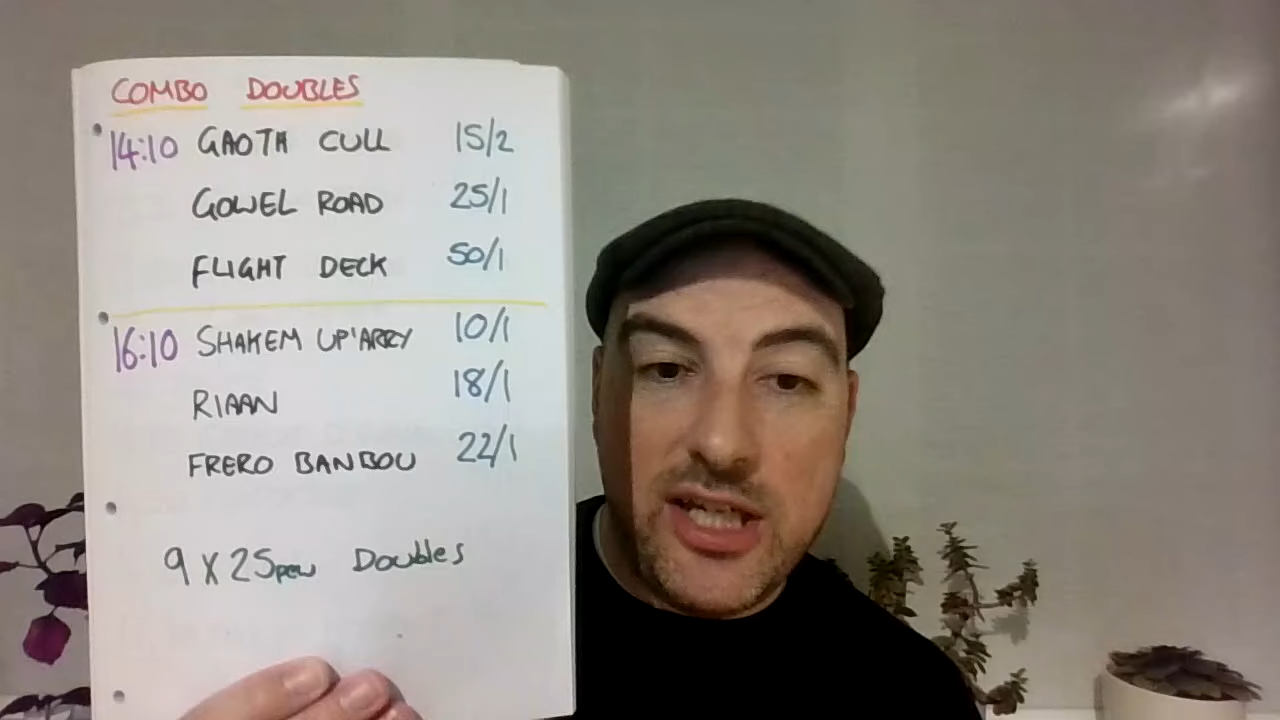 COMBO DOUBLES
14:10 GAOTH CULL 15/2
GOWEL ROAD 25/1
FLIGHT DECK 50/1
16:10 SHAKEM UP'ARRY 10/1
RIAAN 18/1
FRERO BANBOU 22/1
9 X 25pew Doubles